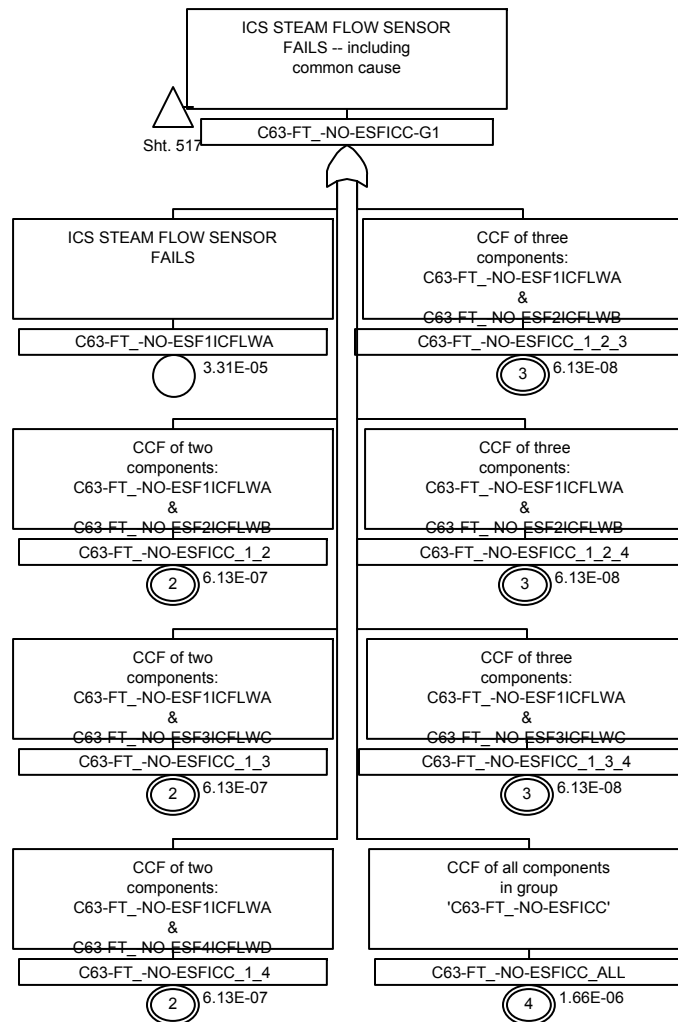 ICS STEAM FLOW SENSOR
FAILS -- including
common cause
Sht. 517
C63-FT_-NO-ESFICC-G1
ICS STEAM FLOW SENSOR
FAILS
C63-FT_-NO-ESF1ICFLWA
3.31E-05
CCF of three
components:
C63-FT_-NO-ESF1ICFLWA
&
C63-FT_-NO-ESF2ICFLWB
C63-FT_-NO-ESFICC_1_2_3
3
6.13E-08
CCF of two
components:
C63-FT_-NO-ESF1ICFLWA
&
C63-FT_-NO-ESF2ICFLWB
C63-FT_-NO-ESFICC_1_2
2
6.13E-07
CCF of three
components:
C63-FT_-NO-ESF1ICFLWA
&
C63-FT_-NO-ESF2ICFLWB
C63-FT_-NO-ESFICC_1_2_4
3
6.13E-08
CCF of two
components:
C63-FT_-NO-ESF1ICFLWA
&
C63-FT_-NO-ESF3ICFLWC
C63-FT_-NO-ESFICC_1_3
2
6.13E-07
CCF of three
components:
C63-FT_-NO-ESF1ICFLWA
&
C63-FT_-NO-ESF3ICFLWC
C63-FT_-NO-ESFICC_1_3_4
3
6.13E-08
CCF of two
components:
C63-FT_-NO-ESF1ICFLWA
&
C63-FT_-NO-ESF4ICFLWD
C63-FT_-NO-ESFICC_1_4
2
6.13E-07
CCF of all components
in group
'C63-FT_-NO-ESFICC'
C63-FT_-NO-ESFICC_ALL
4
1.66E-06